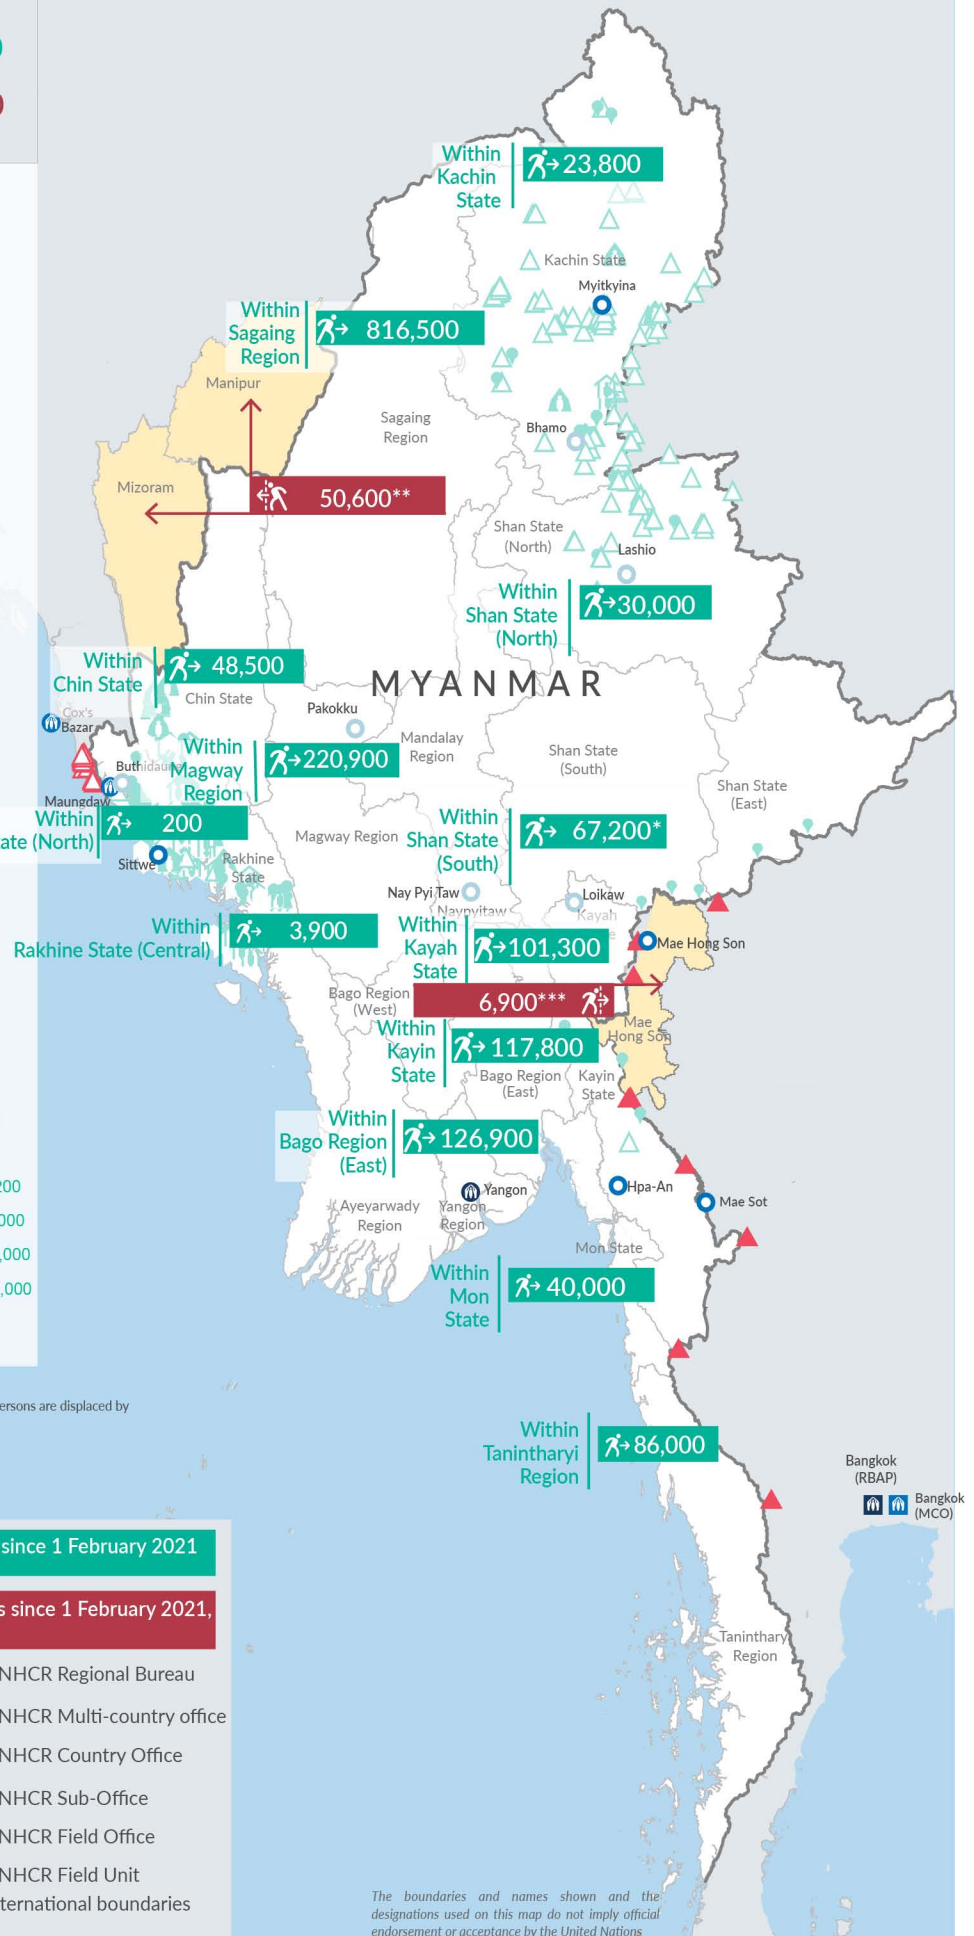 Within
Kachin
State
23,800
Kachin State
Myitkyina
Within
Sagaing
Region
816,500
Manipur
Sagaing
Region
Bhamo
Mizoram
50,600**
Shan State
(North)
Lashio
Within
Shan State
(North)
30,000
Within
Chin State
48,500
MYANMAR
Chin State
Pakokku
Cox's
Bazar
Mandalay
Region
Within
Magway
Region
220,900
Shan State
(South)
Buthidaung
Shan State
(East)
Maungdaw
Within
ate (North)
200
Magway Region
Within
Shan State
(South)
67,200*
Sittwe
Rakhine
State
Nay Pyi Taw
Naypyitaw
Loikaw
Kayah
e
Within
Rakhine State (Central)
3,900
Within
Kayah
State
101,300
Mae Hong Son
Bago Region
(West)
6,900***
Mae
Hong Son
Within
Kayin
State
117,800
Bago Region
(East)
Kayin
State
Within
Bago Region
(East)
126,900
Yangon
Hpa-An
Mae Sot
Ayeyarwady
Region
Yangon
Region
Mon State
200
000
,000
,000
Within
Mon
State
40,000
ersons are displaced by
Within
Tanintharyi
Region
86,000
Bangkok
(RBAP)
Bangkok
(MCO)
since 1 February 2021
s since 1 February 2021,
Tanintharyi
Region
NHCR Regional Bureau
NHCR Multi-country office
NHCR Country Office
NHCR Sub-Office
NHCR Field Office
NHCR Field Unit
ternational boundaries
The boundaries and names shown and the
designations used on this map do not imply official
endorsement or acceptance by the United Nations